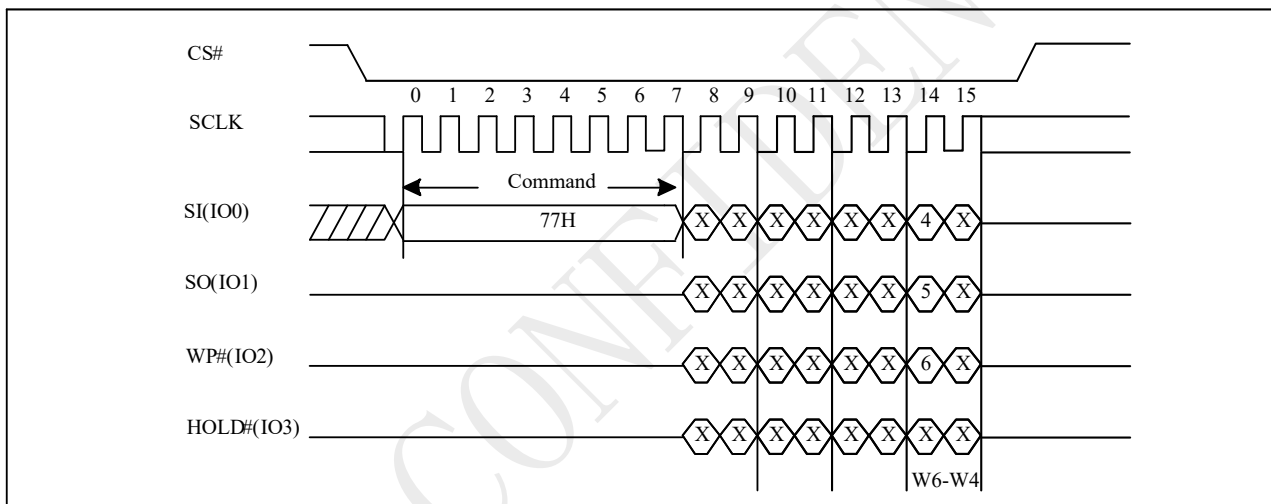 CS#
0 1 2 3 4 5 6 7 8 9 10 11 12 13 14 15
SCLK
Command
SI(IO0) 77H X X X X X X 4 X
SO(IO1) X X X X X X 5 X
WP#(IO2) X X X X X X 6 X
HOLD#(IO3) X X X X X X X X
W6-W4
CONFIDEN